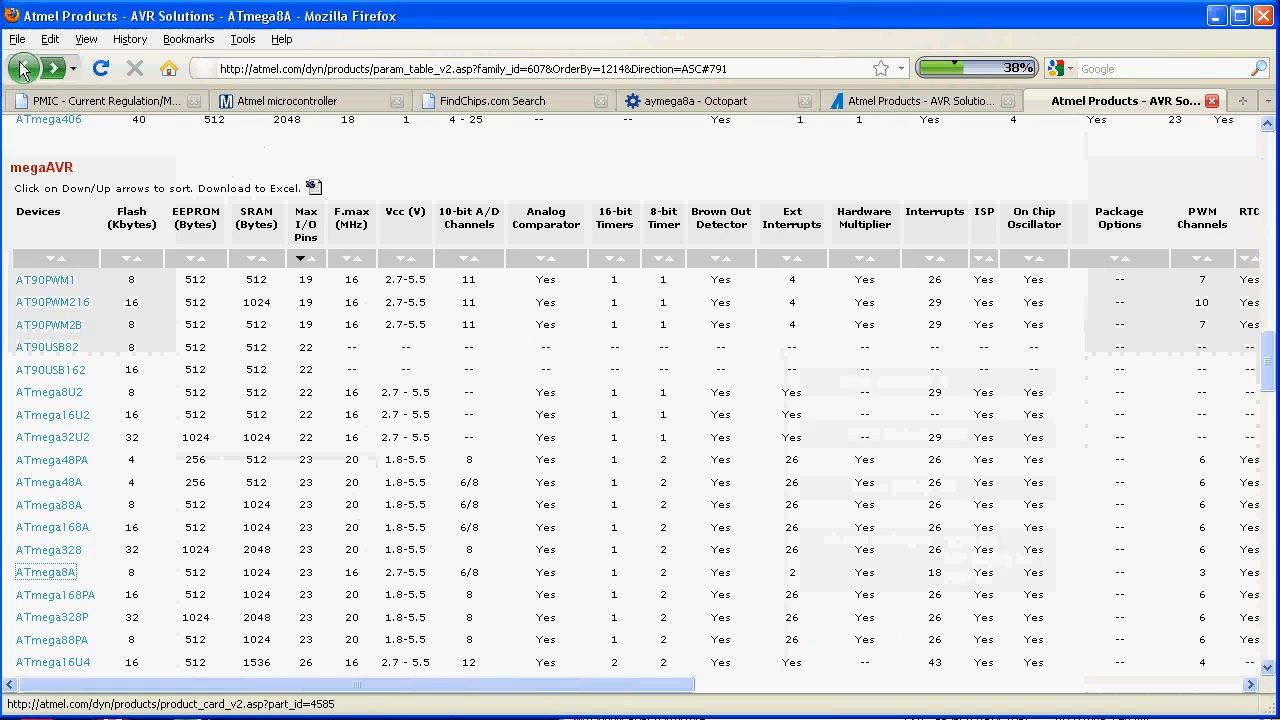 Atmel Products - AVR Solutions - ATmega8A - Mozilla Firefox
File Edit View History Bookmarks Tools Help
http://atmel.com/dyn/products/param_table_v2.asp?family_id=607&OrderBy=1214&Direction=ASC#791 38% Google
PMIC - Current Regulation/M... Atmel microcontroller FindChips.com Search aymega8a - Octopart Atmel Products - AVR Solutio... Atmel Products - AVR So...
ATmega406 40 512 2048 18 1 4 - 25 -- -- Yes 1 1 Yes 4 Yes 23 Yes
megaAVR
Click on Down/Up arrows to sort. Download to Excel.
Devices Flash (Kbytes) EEPROM (Bytes) SRAM (Bytes) Max I/O Pins F.max (MHz) Vcc (V) 10-bit A/D Channels Analog Comparator 16-bit Timers 8-bit Timer Brown Out Detector Ext Interrupts Hardware Multiplier Interrupts ISP On Chip Oscillator Package Options PWM Channels RTC
AT90PWM1 8 512 512 19 16 2.7-5.5 11 Yes 1 1 Yes 4 Yes 26 Yes Yes -- 7 Yes
AT90PWM216 16 512 1024 19 16 2.7-5.5 11 Yes 1 1 Yes 4 Yes 29 Yes Yes -- 10 Yes
AT90PWM2B 8 512 512 19 16 2.7-5.5 11 Yes 1 1 Yes 4 Yes 29 Yes Yes -- 7 Yes
AT90USB82 8 512 512 22 -- -- -- -- -- -- -- -- -- -- -- -- -- -- --
AT90USB162 16 512 512 22 -- -- -- -- -- -- -- -- -- -- -- -- -- -- --
ATmega8U2 8 512 512 22 16 2.7 - 5.5 -- Yes 1 1 Yes Yes -- 29 Yes Yes -- -- --
ATmega16U2 16 512 512 22 16 2.7 - 5.5 -- Yes 1 1 Yes Yes -- -- Yes Yes -- -- --
ATmega32U2 32 1024 1024 22 16 2.7 - 5.5 -- Yes 1 1 Yes Yes -- 29 Yes Yes -- -- --
ATmega48PA 4 256 512 23 20 1.8-5.5 8 Yes 1 2 Yes 26 Yes 26 Yes Yes -- 6 Yes
ATmega48A 4 256 512 23 20 1.8-5.5 6/8 Yes 1 2 Yes 26 Yes 26 Yes Yes -- 6 Yes
ATmega88A 8 512 1024 23 20 1.8-5.5 6/8 Yes 1 2 Yes 26 Yes 26 Yes Yes -- 6 Yes
ATmega168A 16 512 1024 23 20 1.8-5.5 6/8 Yes 1 2 Yes 26 Yes 26 Yes Yes -- 6 Yes
ATmega328 32 1024 2048 23 20 1.8-5.5 8 Yes 1 2 Yes 26 Yes 26 Yes Yes -- 6 Yes
ATmega8A 8 512 1024 23 16 2.7-5.5 6/8 Yes 1 2 Yes 2 Yes 18 Yes Yes -- 3 Yes
ATmega168PA 16 512 1024 23 20 1.8-5.5 8 Yes 1 2 Yes 26 Yes 26 Yes Yes -- 6 Yes
ATmega328P 32 1024 2048 23 20 1.8-5.5 8 Yes 1 2 Yes 26 Yes 26 Yes Yes -- 6 Yes
ATmega88PA 8 512 1024 23 20 1.8-5.5 8 Yes 1 2 Yes 26 Yes 26 Yes Yes -- 6 Yes
ATmega16U4 16 512 1536 26 16 2.7 - 5.5 12 Yes 2 2 Yes Yes -- 43 Yes Yes -- 4 --
http://atmel.com/dyn/products/product_card_v2.asp?part_id=4585